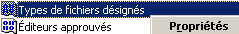 Types de fichiers désignés
Éditeurs approuvés
Propriétés